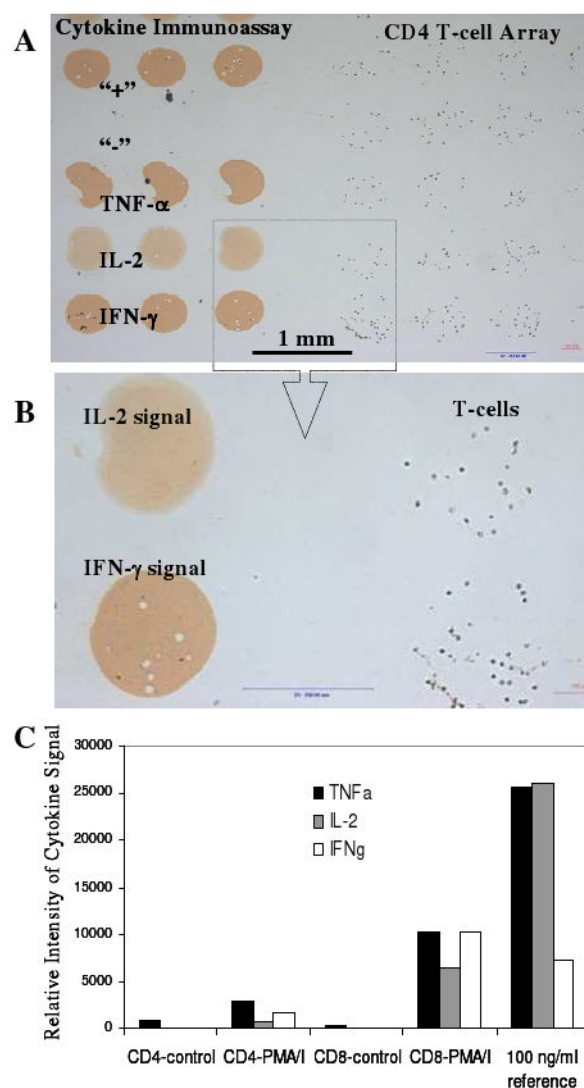 A
Cytokine Immunoassay
CD4 T-cell Array
“+”
“-”
TNF-α
IL-2
IFN-γ
1 mm
B
IL-2 signal
T-cells
IFN-γ signal
C
Relative Intensity of Cytokine Signal
30000
25000
20000
15000
10000
5000
0
TNFa
IL-2
IFNg
CD4-control
CD4-PMA/I
CD8-control
CD8-PMA/I
100 ng/ml
reference